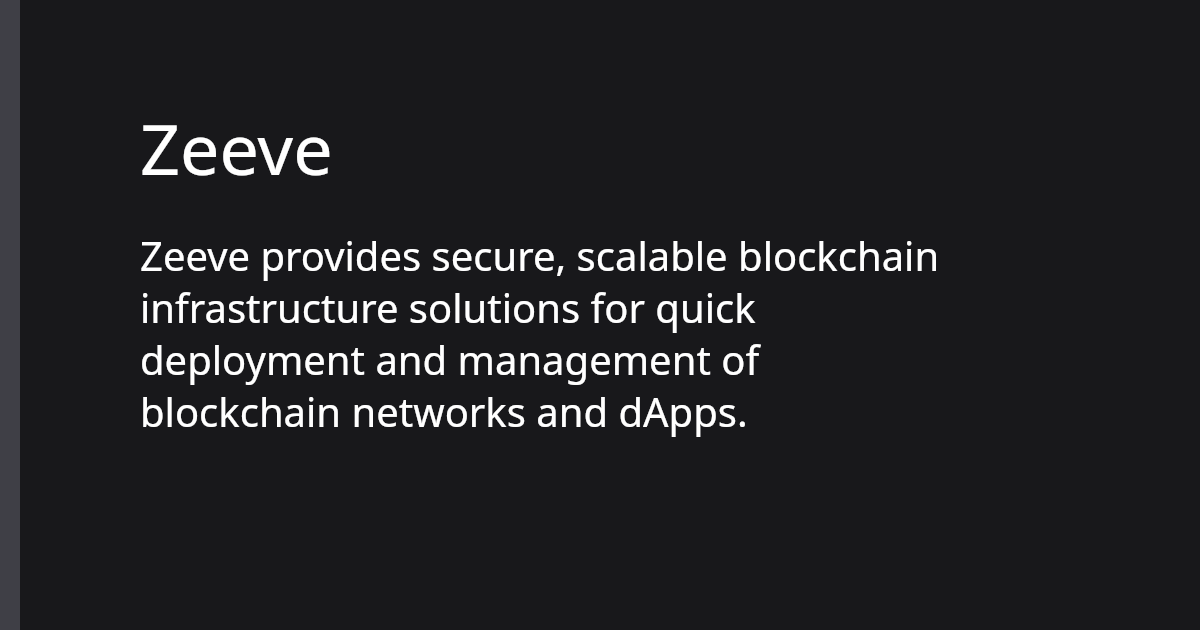 Zeeve
Zeeve provides secure, scalable blockchain
infrastructure solutions for quick
deployment and management of
blockchain networks and dApps.